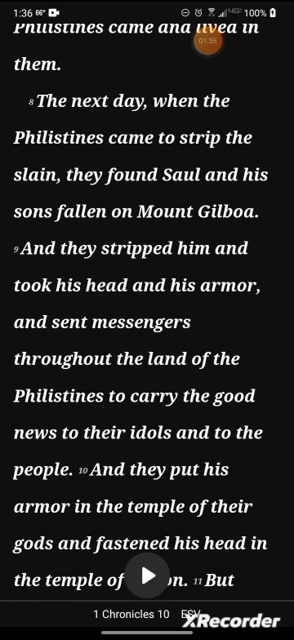 1:36 66° 100%
01:35
Philistines came and lived in
them.
8 The next day, when the
Philistines came to strip the
slain, they found Saul and his
sons fallen on Mount Gilboa.
9 And they stripped him and
took his head and his armor,
and sent messengers
throughout the land of the
Philistines to carry the good
news to their idols and to the
people. 10 And they put his
armor in the temple of their
gods and fastened his head in
the temple of on. 11 But
1 Chronicles 10 ESV
XRecorder